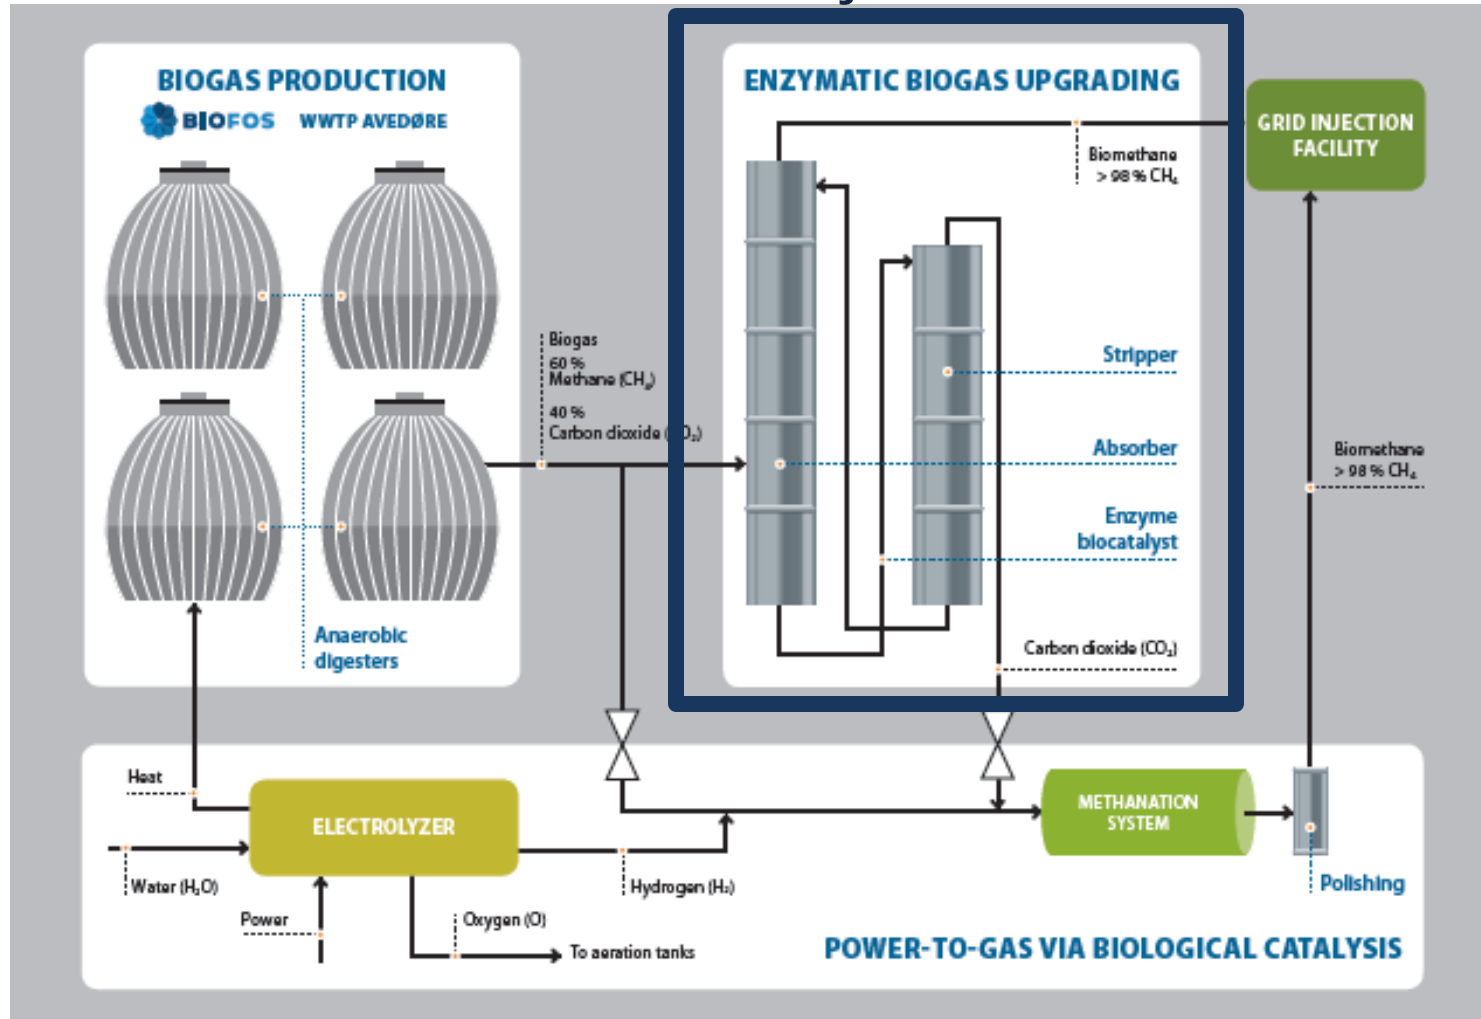 BIOGAS PRODUCTION
BIOFOS WWTP AVEDØRE
Anaerobic
digesters
Biogas
60 %
Methane (CH₄)
40 %
Carbon dioxide (CO₂)
ENZYMATIC BIOGAS UPGRADING
Biomethane
> 98 % CH₄
Stripper
Absorber
Enzyme
biocatalyst
Carbon dioxide (CO₂)
GRID INJECTION
FACILITY
Biomethane
> 98 % CH₄
Heat
ELECTROLYZER
Water (H₂O)
Power
Oxygen (O)
To aeration tanks
Hydrogen (H₂)
METHANATION
SYSTEM
Polishing
POWER-TO-GAS VIA BIOLOGICAL CATALYSIS